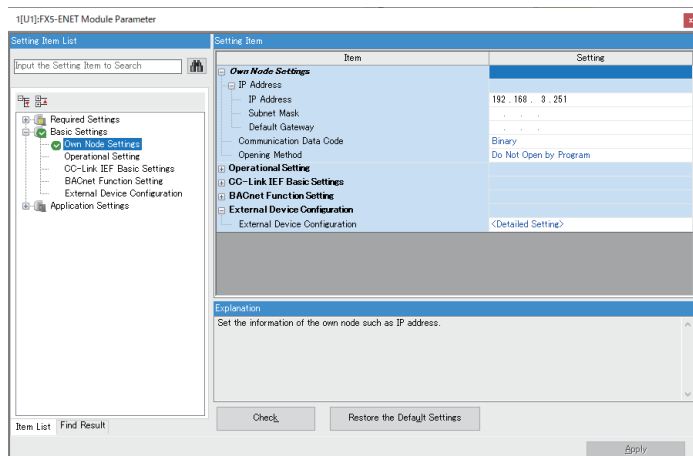 1[U1]:FX5-ENET Module Parameter
Setting Item List
Input the Setting Item to Search
Required Settings
Basic Settings
Own Node Settings
Operational Setting
CC-Link IEF Basic Settings
BACnet Function Setting
External Device Configuration
Application Settings
Item List
Find Result
Setting Item
Item Setting
Own Node Settings
IP Address
IP Address 192 . 168 . 3 . 251
Subnet Mask . . .
Default Gateway . . .
Communication Data Code Binary
Opening Method Do Not Open by Program
Operational Setting
CC-Link IEF Basic Settings
BACnet Function Setting
External Device Configuration
External Device Configuration <Detailed Setting>
Explanation
Set the information of the own node such as IP address.
Check
Restore the Default Settings
Apply